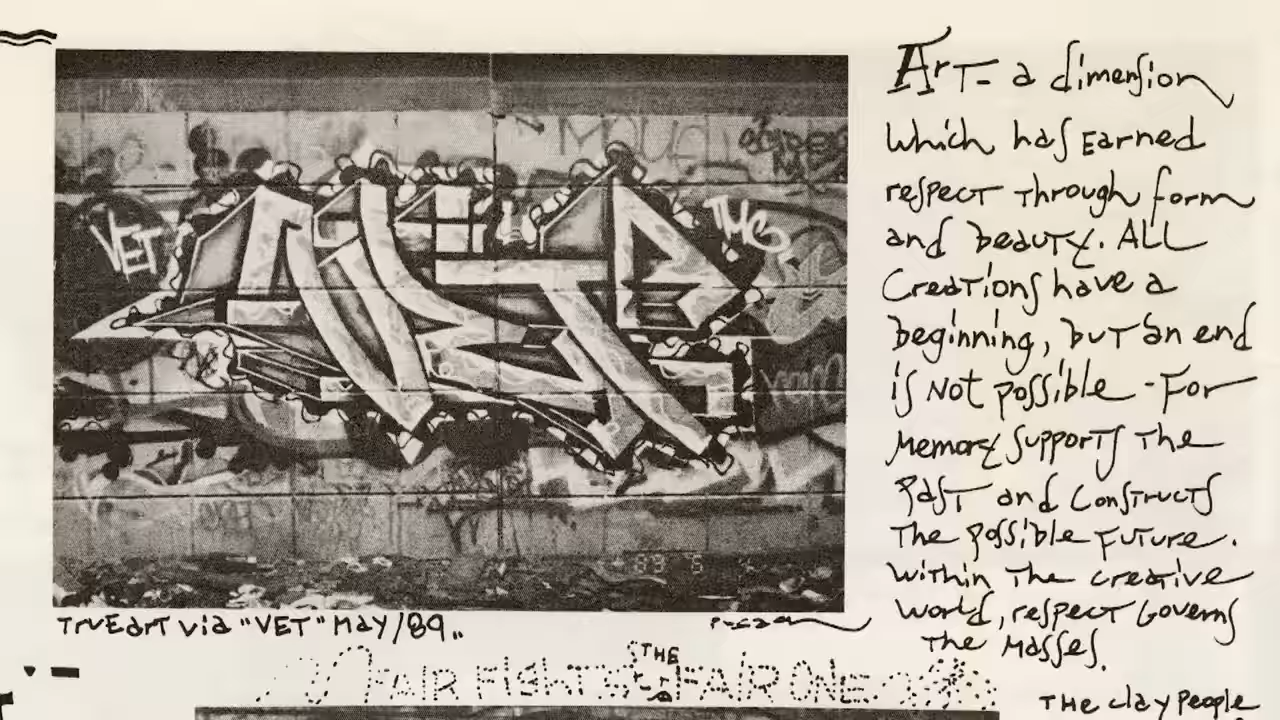 VET
TMC
TrUE art via "VET" May/89..
ArT- a dimension
which has Earned
respecT Through form
and beauty. ALL
CreaTions have a
beginning, buT an end
is NoT possible - For
Memory supporTs The
PasT and ConsTrucTs
The possible FuTure.
within The creaTive
World, respecT Governs
The Masses.
FAIR FIGHTS
THE
FAIR ONE
THE Clay People